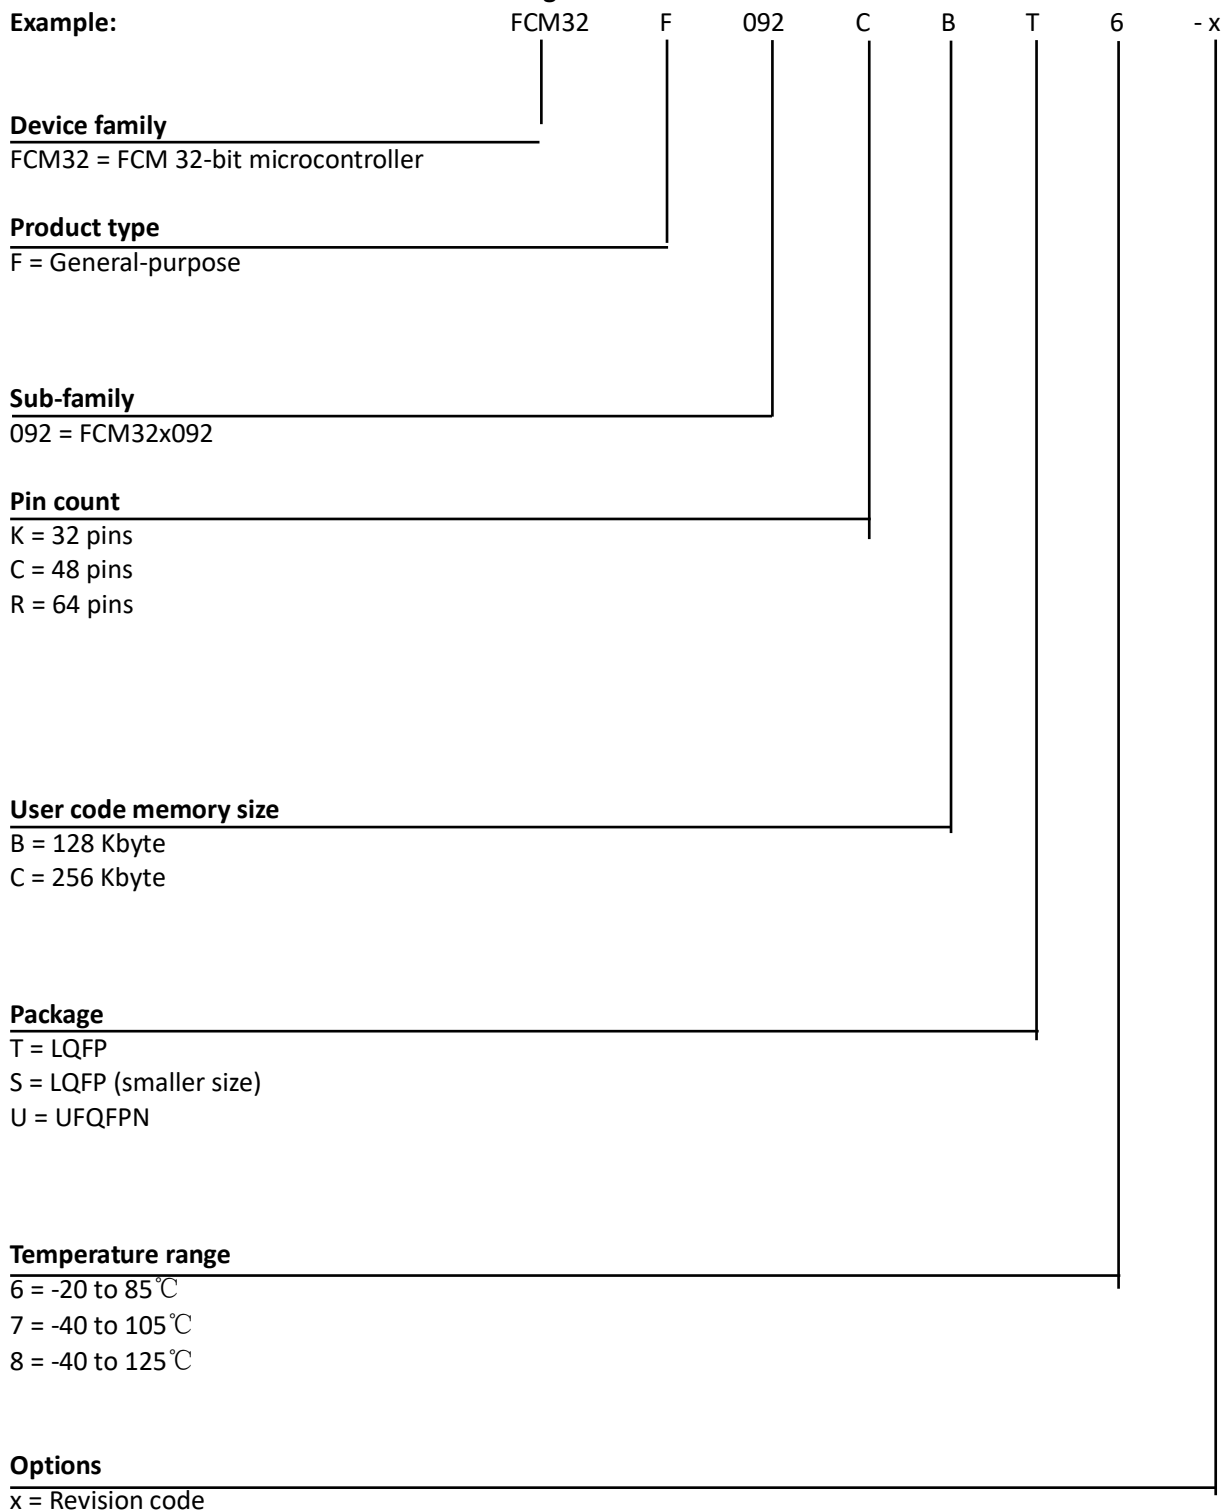 Example: FCM32 F 092 C B T 6 - x
Device family
FCM32 = FCM 32-bit microcontroller
Product type
F = General-purpose
Sub-family
092 = FCM32x092
Pin count
K = 32 pins
C = 48 pins
R = 64 pins
User code memory size
B = 128 Kbyte
C = 256 Kbyte
Package
T = LQFP
S = LQFP (smaller size)
U = UFQFPN
Temperature range
6 = -20 to 85℃
7 = -40 to 105℃
8 = -40 to 125℃
Options
x = Revision code